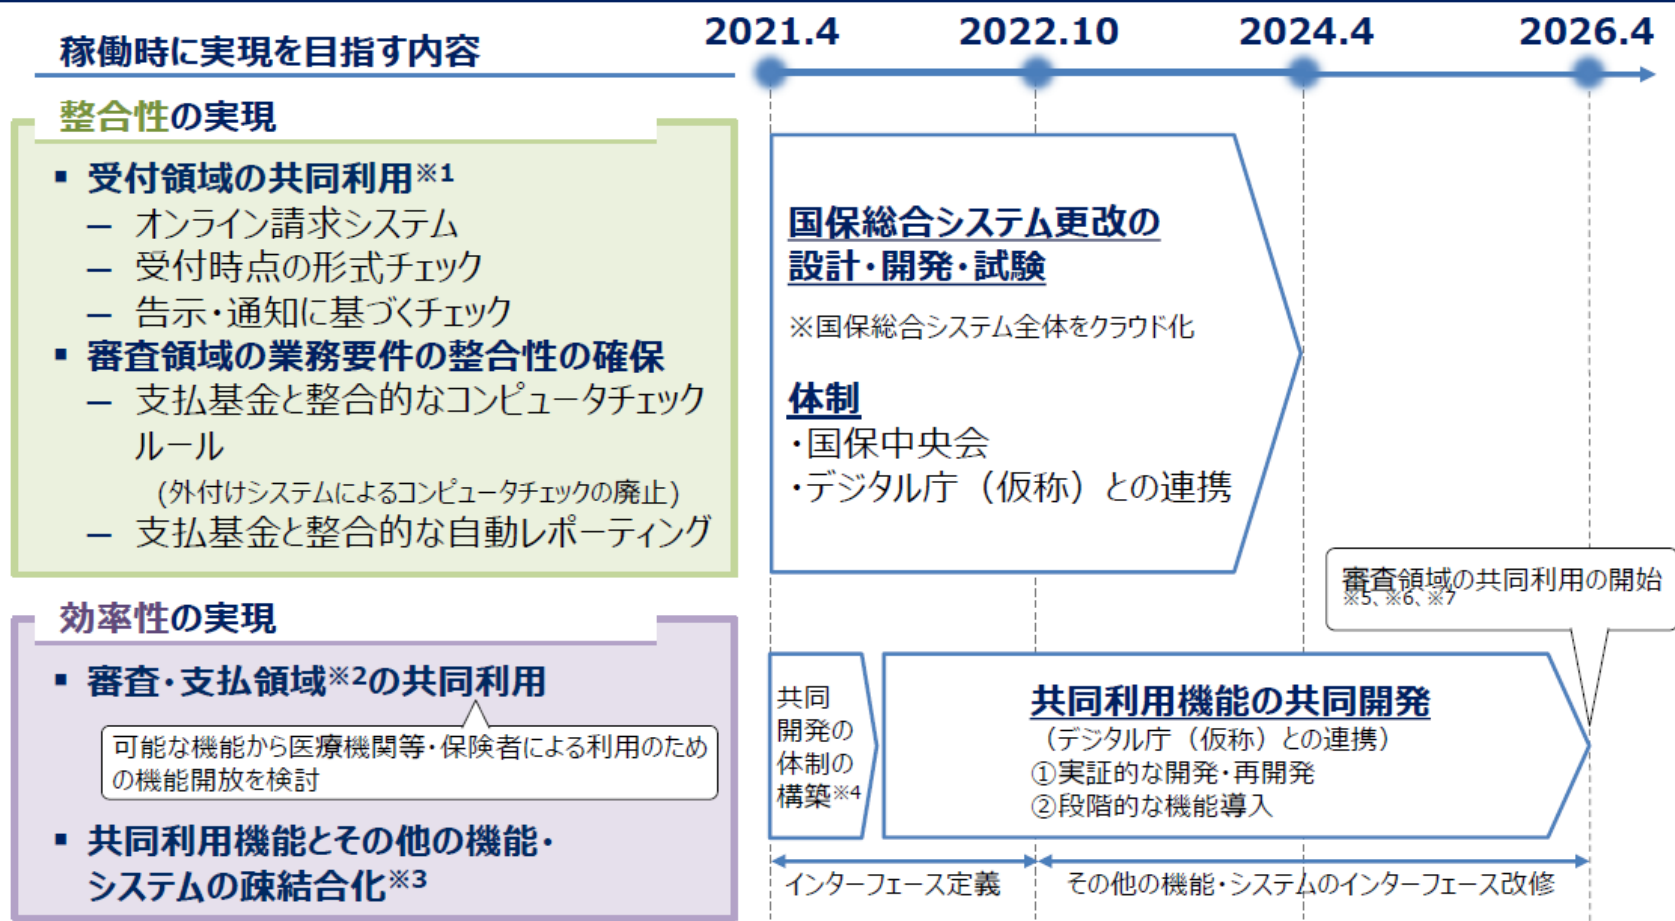 稼働時に実現を目指す内容
2021.4
2022.10
2024.4
2026.4
整合性の実現
▪ 受付領域の共同利用※1
― オンライン請求システム
― 受付時点の形式チェック
― 告示・通知に基づくチェック
▪ 審査領域の業務要件の整合性の確保
― 支払基金と整合的なコンピュータチェック
ルール
(外付けシステムによるコンピュータチェックの廃止)
― 支払基金と整合的な自動レポーティング
国保総合システム更改の
設計・開発・試験
※国保総合システム全体をクラウド化
体制
・国保中央会
・デジタル庁（仮称）との連携
効率性の実現
▪ 審査・支払領域※2の共同利用
可能な機能から医療機関等・保険者による利用のため
の機能開放を検討
▪ 共同利用機能とその他の機能・
システムの疎結合化※3
審査領域の共同利用の開始
※5、※6、※7
共同
開発の
体制の
構築※4
共同利用機能の共同開発
（デジタル庁（仮称）との連携）
①実証的な開発・再開発
②段階的な機能導入
インターフェース定義
その他の機能・システムのインターフェース改修